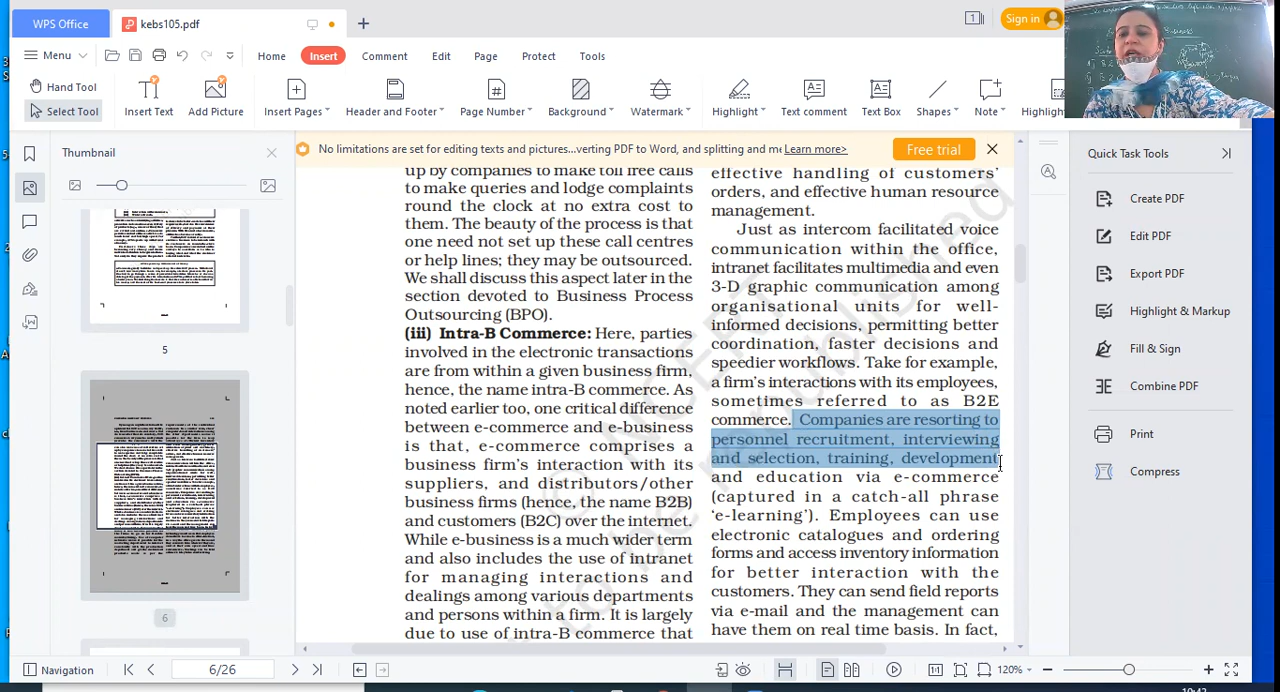 WPS Office
kebs105.pdf
Sign in
Menu
Home
Insert
Comment
Edit
Page
Protect
Tools
Hand Tool
Select Tool
Insert Text
Add Picture
Insert Pages
Header and Footer
Page Number
Background
Watermark
Highlight
Text comment
Text Box
Shapes
Note
Highligh
No limitations are set for editing texts and pictures...verting PDF to Word, and splitting and me Learn more>
Free trial
Thumbnail
5
6
up by companies to make toll free calls
to make queries and lodge complaints
round the clock at no extra cost to
them. The beauty of the process is that
one need not set up these call centres
or help lines; they may be outsourced.
We shall discuss this aspect later in the
section devoted to Business Process
Outsourcing (BPO).
(iii) Intra-B Commerce: Here, parties
involved in the electronic transactions
are from within a given business firm,
hence, the name intra-B commerce. As
noted earlier too, one critical difference
between e-commerce and e-business
is that, e-commerce comprises a
business firm's interaction with its
suppliers, and distributors/other
business firms (hence, the name B2B)
and customers (B2C) over the internet.
While e-business is a much wider term
and also includes the use of intranet
for managing interactions and
dealings among various departments
and persons within a firm. It is largely
due to use of intra-B commerce that
effective handling of customers'
orders, and effective human resource
management.
Just as intercom facilitated voice
communication within the office,
intranet facilitates multimedia and even
3-D graphic communication among
organisational units for well-
informed decisions, permitting better
coordination, faster decisions and
speedier workflows. Take for example,
a firm's interactions with its employees,
sometimes referred to as B2E
commerce. Companies are resorting to
personnel recruitment, interviewing
and selection, training, development
and education via e-commerce
(captured in a catch-all phrase
'e-learning'). Employees can use
electronic catalogues and ordering
forms and access inventory information
for better interaction with the
customers. They can send field reports
via e-mail and the management can
have them on real time basis. In fact,
Quick Task Tools
Create PDF
Edit PDF
Export PDF
Highlight & Markup
Fill & Sign
Combine PDF
Print
Compress
Navigation
6/26
120%